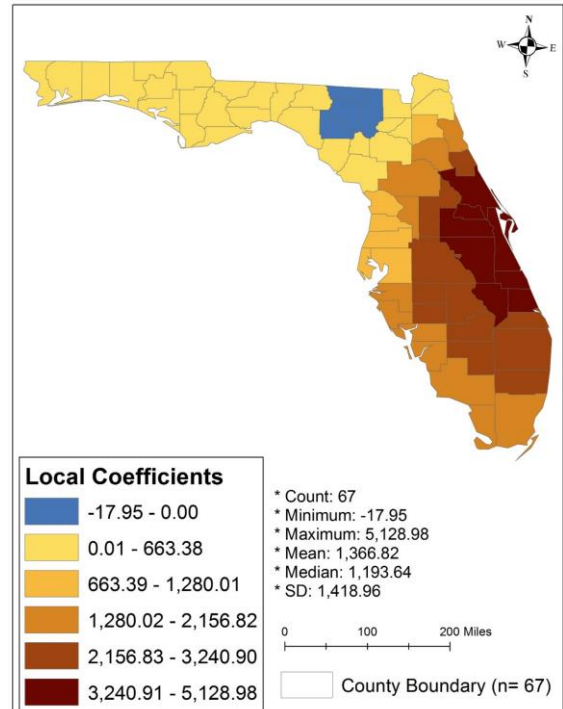 N
W E
S
Local Coefficients
-17.95 - 0.00
0.01 - 663.38
663.39 - 1,280.01
1,280.02 - 2,156.82
2,156.83 - 3,240.90
3,240.91 - 5,128.98
* Count: 67
* Minimum: -17.95
* Maximum: 5,128.98
* Mean: 1,366.82
* Median: 1,193.64
* SD: 1,418.96
0 100 200 Miles
County Boundary (n= 67)